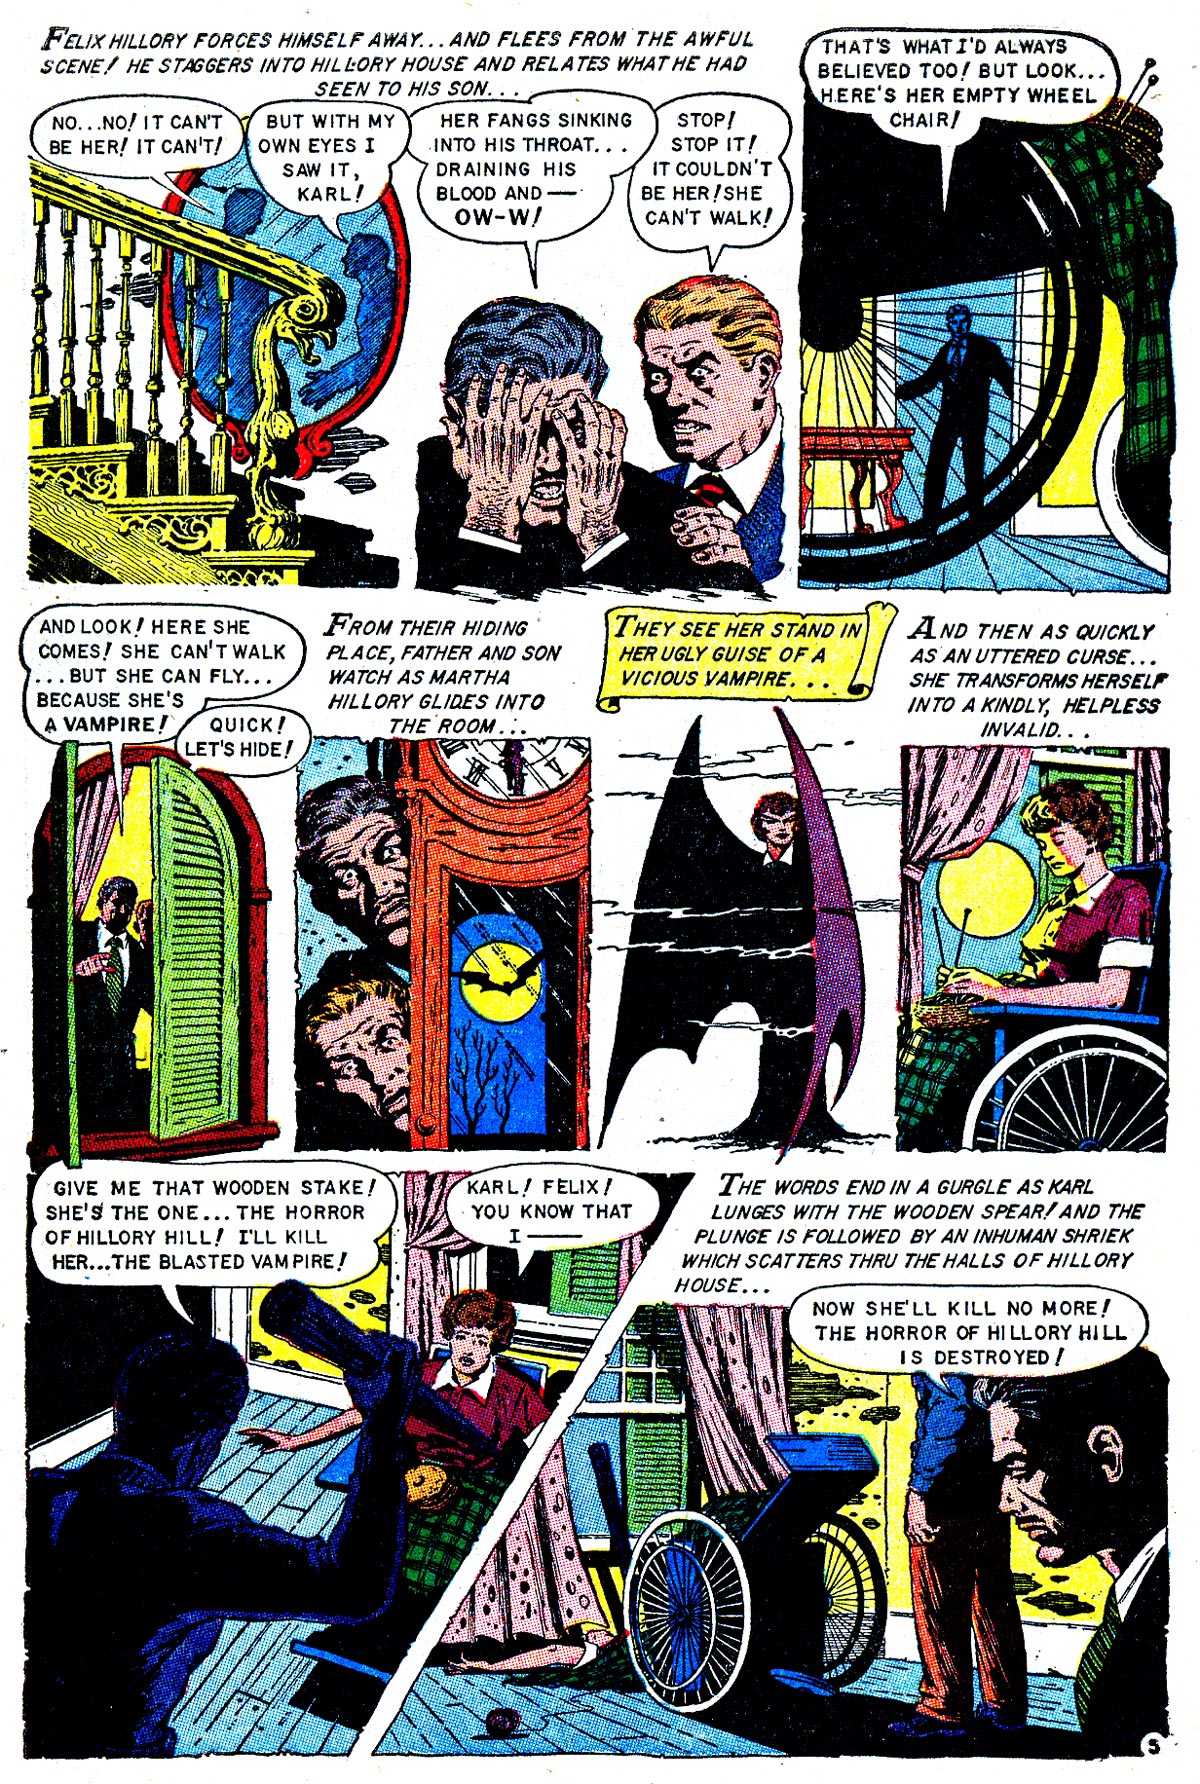 FELIX HILLORY FORCES HIMSELF AWAY...AND FLEES FROM THE AWFUL
SCENE! HE STAGGERS INTO HILLORY HOUSE AND RELATES WHAT HE HAD
SEEN TO HIS SON...
NO...NO! IT CAN'T
BE HER! IT CAN'T!
BUT WITH MY
OWN EYES I
SAW IT,
KARL!
HER FANGS SINKING
INTO HIS THROAT...
DRAINING HIS
BLOOD AND —
OW-W!
STOP!
STOP IT!
IT COULDN'T
BE HER! SHE
CAN'T WALK!
THAT'S WHAT I'D ALWAYS
BELIEVED TOO! BUT LOOK...
HERE'S HER EMPTY WHEEL
CHAIR!
AND LOOK! HERE SHE
COMES! SHE CAN'T WALK
...BUT SHE CAN FLY...
BECAUSE SHE'S
A VAMPIRE!
QUICK!
LET'S HIDE!
FROM THEIR HIDING
PLACE, FATHER AND SON
WATCH AS MARTHA
HILLORY GLIDES INTO
THE ROOM...
THEY SEE HER STAND IN
HER UGLY GUISE OF A
VICIOUS VAMPIRE...
AND THEN AS QUICKLY
AS AN UTTERED CURSE...
SHE TRANSFORMS HERSELF
INTO A KINDLY, HELPLESS
INVALID...
GIVE ME THAT WOODEN STAKE!
SHE'S THE ONE...THE HORROR
OF HILLORY HILL! I'LL KILL
HER...THE BLASTED VAMPIRE!
KARL! FELIX!
YOU KNOW THAT
I —
THE WORDS END IN A GURGLE AS KARL
LUNGES WITH THE WOODEN SPEAR! AND THE
PLUNGE IS FOLLOWED BY AN INHUMAN SHRIEK
WHICH SCATTERS THRU THE HALLS OF HILLORY
HOUSE...
NOW SHE'LL KILL NO MORE!
THE HORROR OF HILLORY HILL
IS DESTROYED!
5